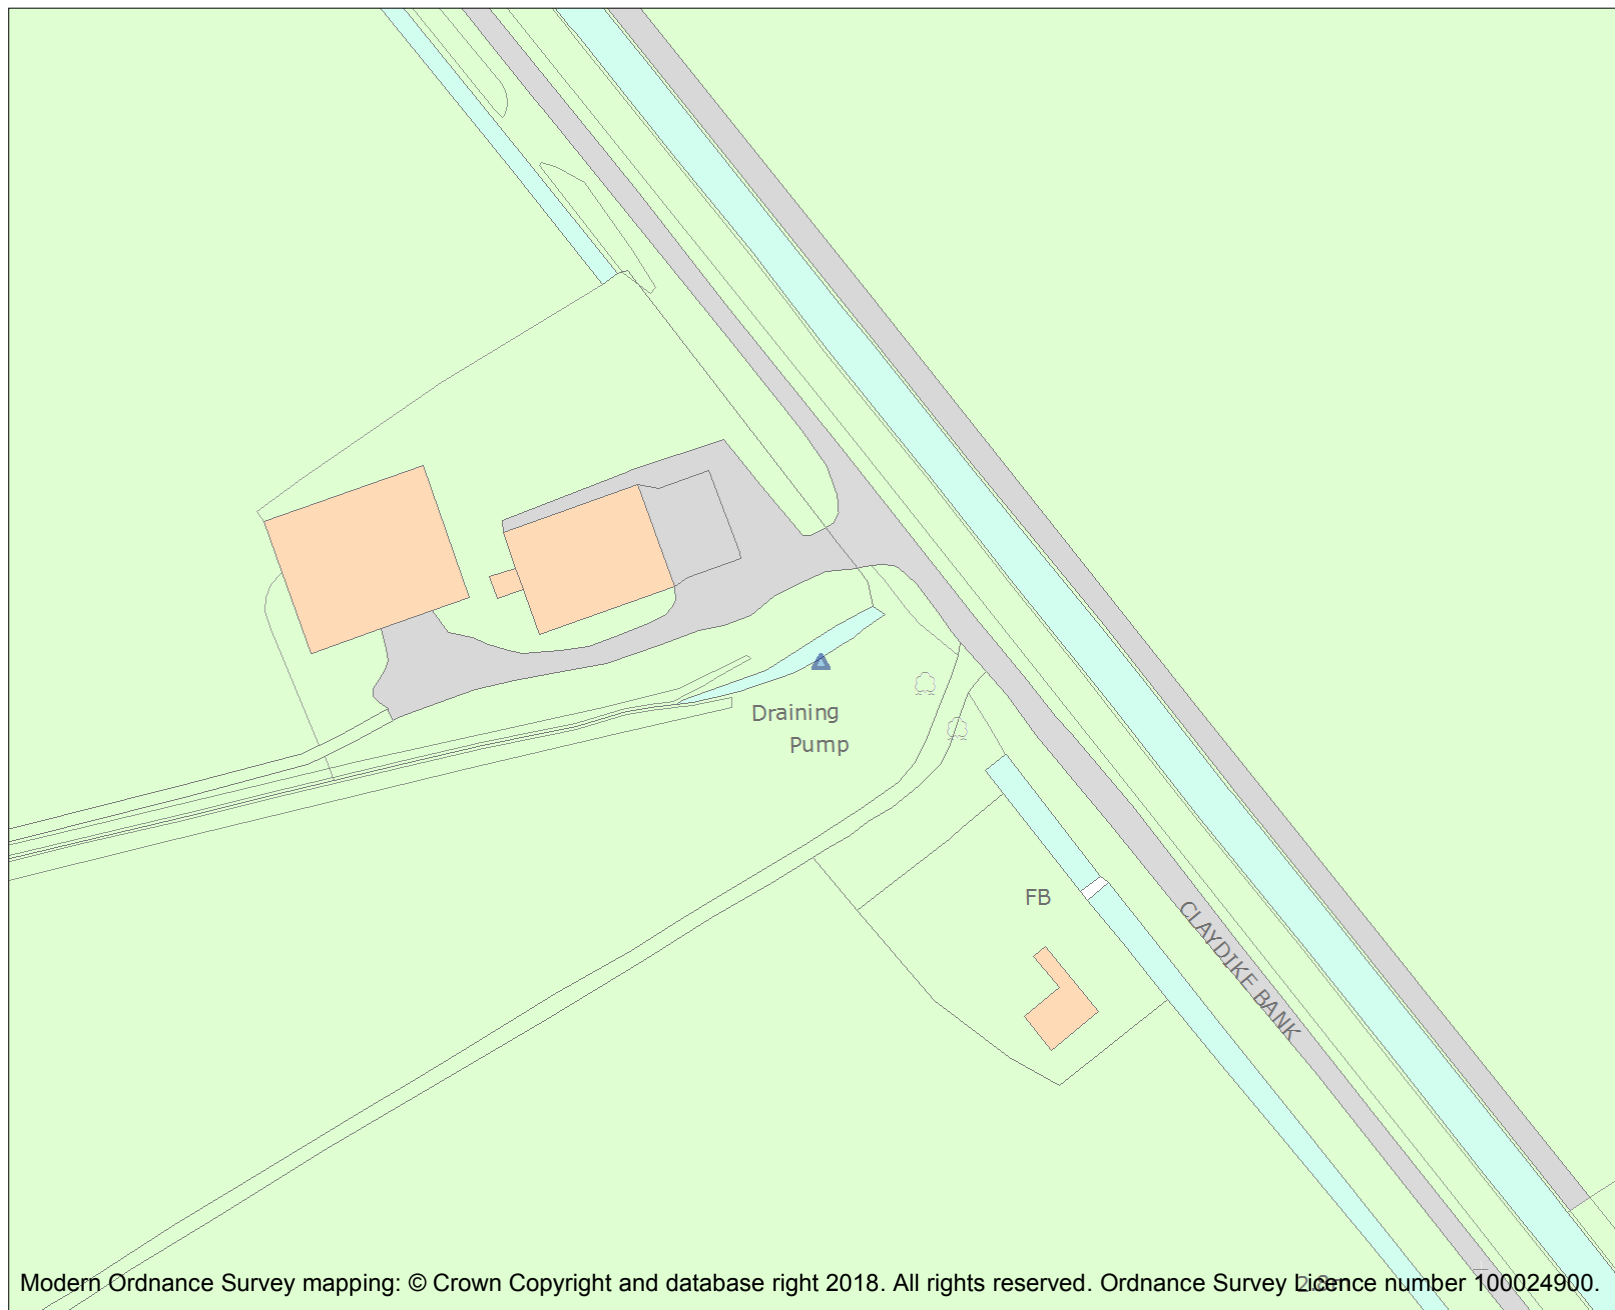 Draining
Pump
FB
CLAYDIKE BANK
Modern Ordnance Survey mapping: © Crown Copyright and database right 2018. All rights reserved. Ordnance Survey Licence number 100024900.